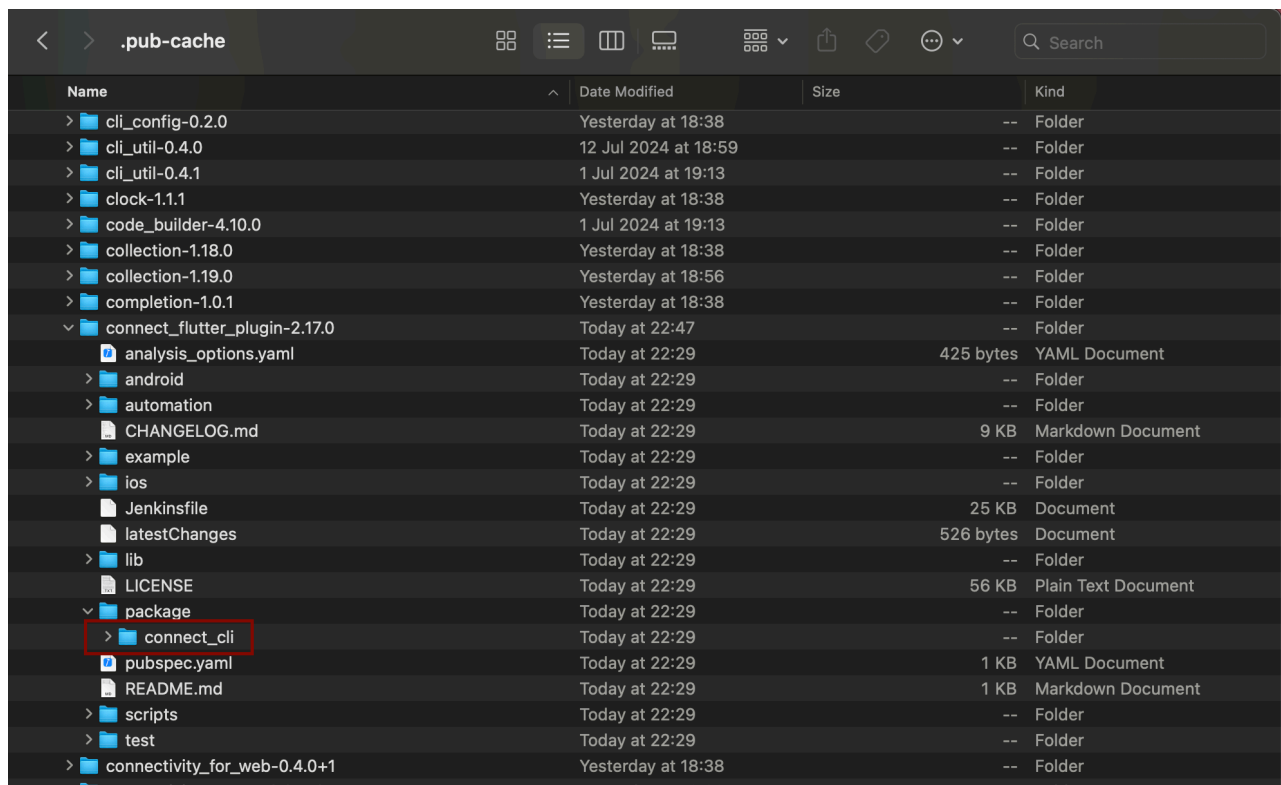 .pub-cache
Search
Name Date Modified Size Kind
cli_config-0.2.0 Yesterday at 18:38 -- Folder
cli_util-0.4.0 12 Jul 2024 at 18:59 -- Folder
cli_util-0.4.1 1 Jul 2024 at 19:13 -- Folder
clock-1.1.1 Yesterday at 18:38 -- Folder
code_builder-4.10.0 1 Jul 2024 at 19:13 -- Folder
collection-1.18.0 Yesterday at 18:38 -- Folder
collection-1.19.0 Yesterday at 18:56 -- Folder
completion-1.0.1 Yesterday at 18:38 -- Folder
connect_flutter_plugin-2.17.0 Today at 22:47 -- Folder
analysis_options.yaml Today at 22:29 425 bytes YAML Document
android Today at 22:29 -- Folder
automation Today at 22:29 -- Folder
CHANGELOG.md Today at 22:29 9 KB Markdown Document
example Today at 22:29 -- Folder
ios Today at 22:29 -- Folder
Jenkinsfile Today at 22:29 25 KB Document
latestChanges Today at 22:29 526 bytes Document
lib Today at 22:29 -- Folder
LICENSE Today at 22:29 56 KB Plain Text Document
package Today at 22:29 -- Folder
connect_cli Today at 22:29 -- Folder
pubspec.yaml Today at 22:29 1 KB YAML Document
README.md Today at 22:29 1 KB Markdown Document
scripts Today at 22:29 -- Folder
test Today at 22:29 -- Folder
connectivity_for_web-0.4.0+1 Yesterday at 18:38 -- Folder